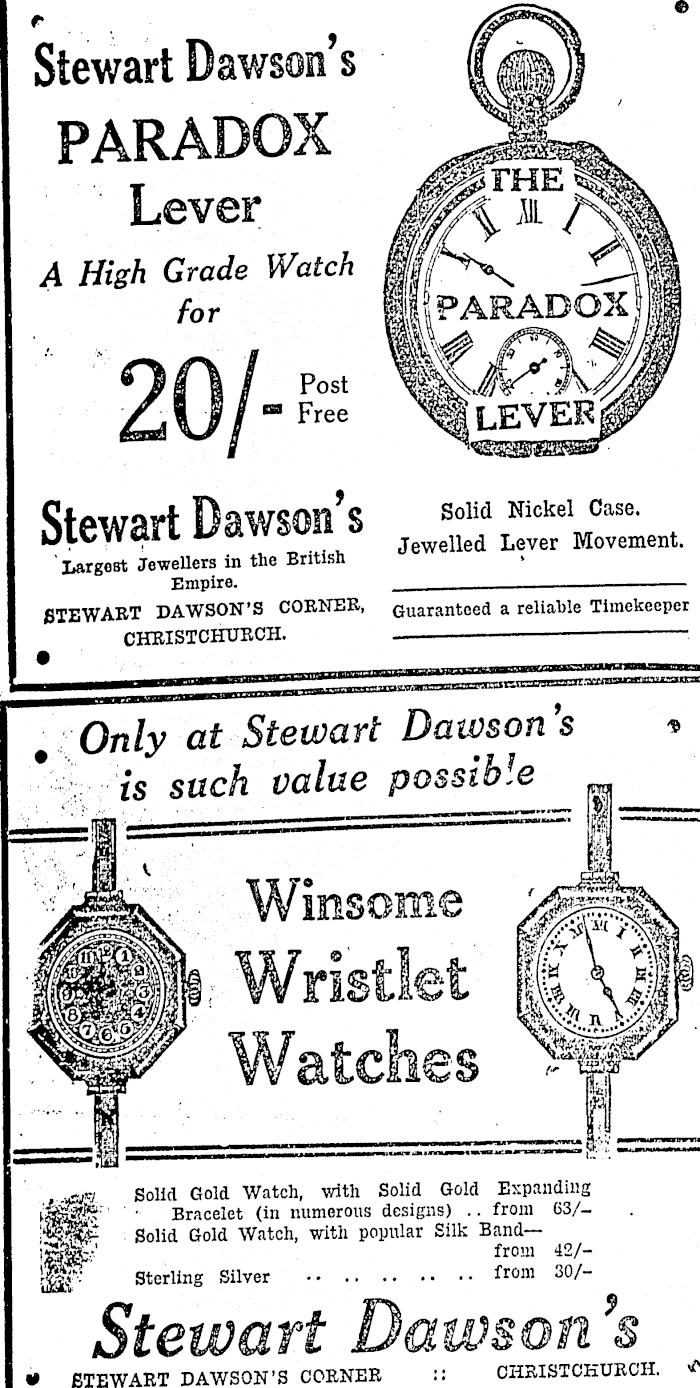 Stewart Dawson's
PARADOX
Lever
A High Grade Watch
for
20/- Post Free
Stewart Dawson's
Largest Jewellers in the British
Empire.
STEWART DAWSON'S CORNER,
CHRISTCHURCH.
THE
XII I II
PARADOX
LEVER
Solid Nickel Case.
Jewelled Lever Movement.
Guaranteed a reliable Timekeeper
Only at Stewart Dawson's
is such value possible
Winsome
Wristlet
Watches
Solid Gold Watch, with Solid Gold Expanding
Bracelet (in numerous designs) .. from 63/-
Solid Gold Watch, with popular Silk Band—
from 42/-
Sterling Silver .. .. .. .. .. from 30/-
Stewart Dawson's
STEWART DAWSON'S CORNER :: CHRISTCHURCH.